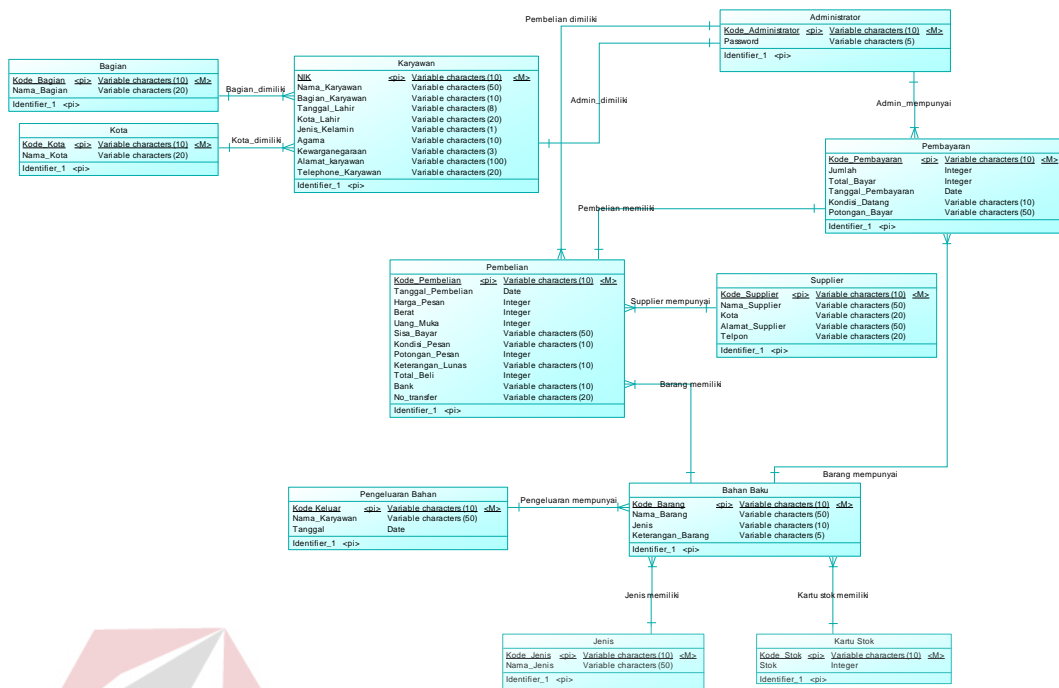 Pembelian dimiliki
Administrator
Kode_Administrator <pi> Variable characters (10) <M>
Password Variable characters (5)
Identifier_1 <pi>
Bagian
Kode_Bagian <pi> Variable characters (10) <M>
Nama_Bagian Variable characters (20)
Identifier_1 <pi>
Bagian_dimiliki
Karyawan
NIK <pi> Variable characters (10) <M>
Nama_Karyawan Variable characters (50)
Bagian_Karyawan Variable characters (10)
Tanggal_Lahir Variable characters (8)
Kota_Lahir Variable characters (20)
Jenis_Kelamin Variable characters (1)
Agama Variable characters (10)
Kewarganegaraan Variable characters (3)
Alamat_karyawan Variable characters (100)
Telephone_Karyawan Variable characters (20)
Identifier_1 <pi>
Admin_dimiliki
Admin_mempunyai
Kota
Kode_Kota <pi> Variable characters (10) <M>
Nama_Kota Variable characters (20)
Identifier_1 <pi>
Kota_dimiliki
Pembayaran
Kode_Pembayaran <pi> Variable characters (10) <M>
Jumlah Integer
Total_Bayar Integer
Tanggal_Pembayaran Date
Kondisi_Datang Variable characters (10)
Potongan_Bayar Variable characters (50)
Identifier_1 <pi>
Pembelian memiliki
Pembelian
Kode_Pembelian <pi> Variable characters (10) <M>
Tanggal_Pembelian Date
Harga_Pesan Integer
Berat Integer
Uang_Muka Integer
Sisa_Bayar Variable characters (50)
Kondisi_Pesan Variable characters (10)
Potongan_Pesan Integer
Keterangan_Lunas Variable characters (10)
Total_Beli Integer
Bank Variable characters (10)
No_transfer Variable characters (20)
Identifier_1 <pi>
Supplier mempunyai
Supplier
Kode_Supplier <pi> Variable characters (10) <M>
Nama_Supplier Variable characters (50)
Kota Variable characters (20)
Alamat_Supplier Variable characters (50)
Telpon Variable characters (20)
Identifier_1 <pi>
Barang memiliki
Barang mempunyai
Pengeluaran Bahan
Kode Keluar <pi> Variable characters (10) <M>
Nama_Karyawan Variable characters (50)
Tanggal Date
Identifier_1 <pi>
Pengeluaran mempunyai
Bahan Baku
Kode_Barang <pi> Variable characters (10) <M>
Nama_Barang Variable characters (50)
Jenis Variable characters (10)
Keterangan_Barang Variable characters (5)
Identifier_1 <pi>
Jenis memiliki
Kartu stok memiliki
Jenis
Kode_Jenis <pi> Variable characters (10) <M>
Nama_Jenis Variable characters (50)
Identifier_1 <pi>
Kartu Stok
Kode_Stok <pi> Variable characters (10) <M>
Stok Integer
Identifier_1 <pi>